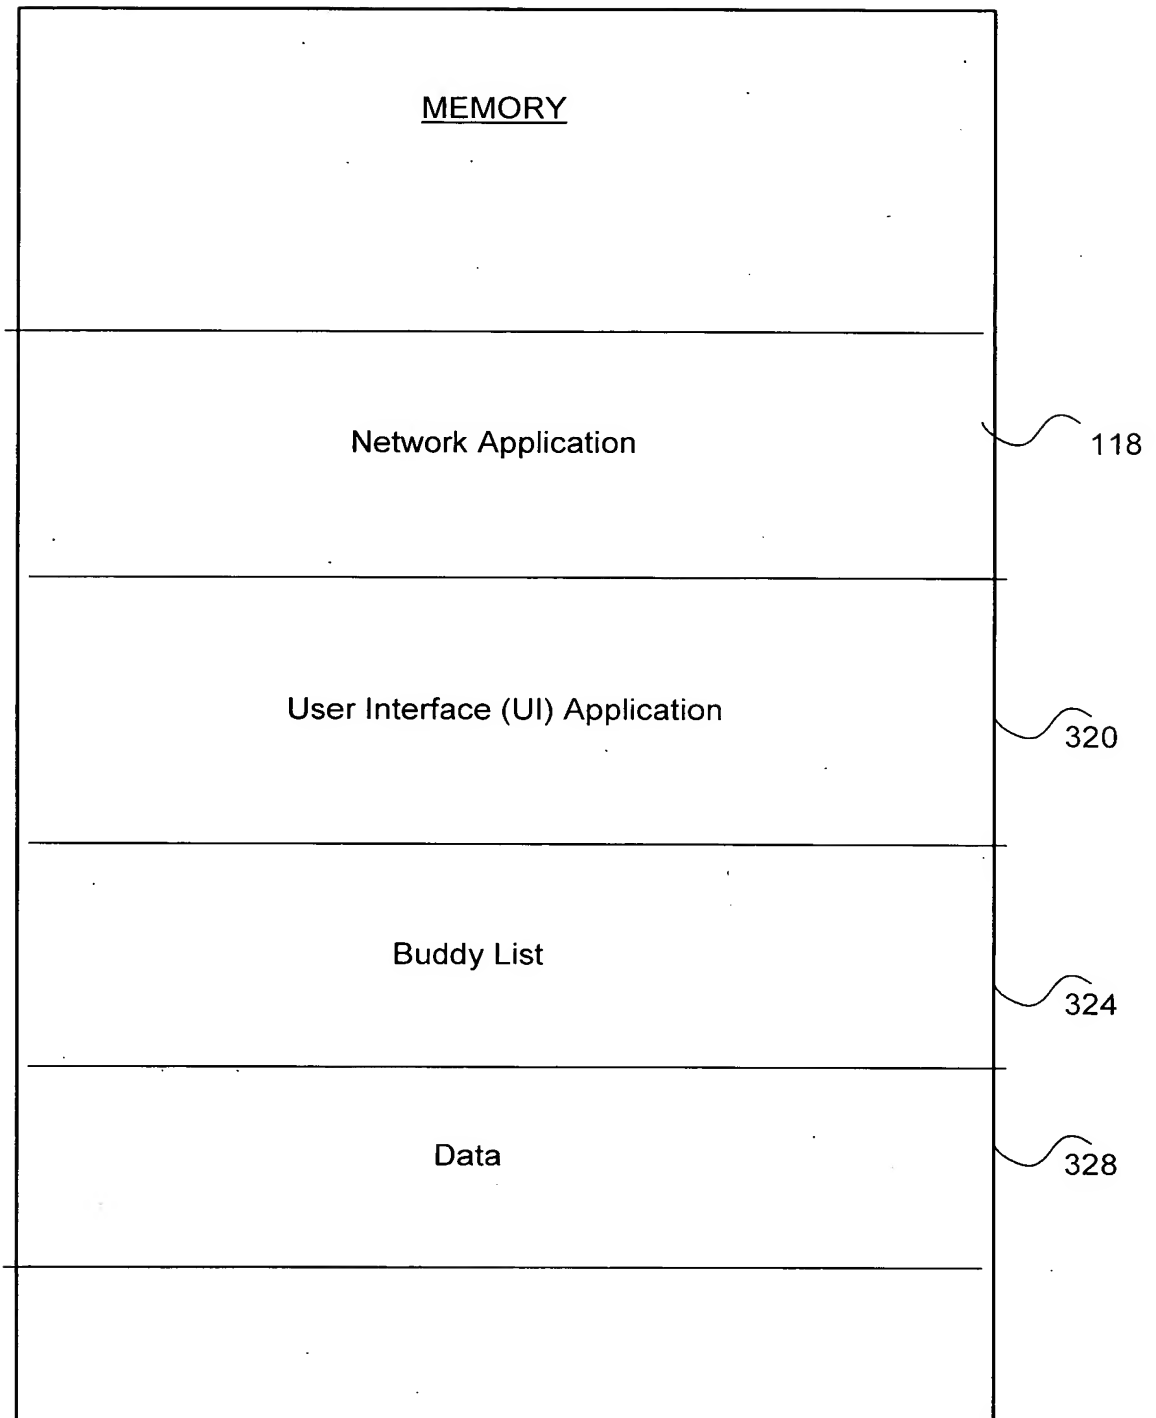 MEMORY
Network Application
118
User Interface (UI) Application
320
Buddy List
324
Data
328